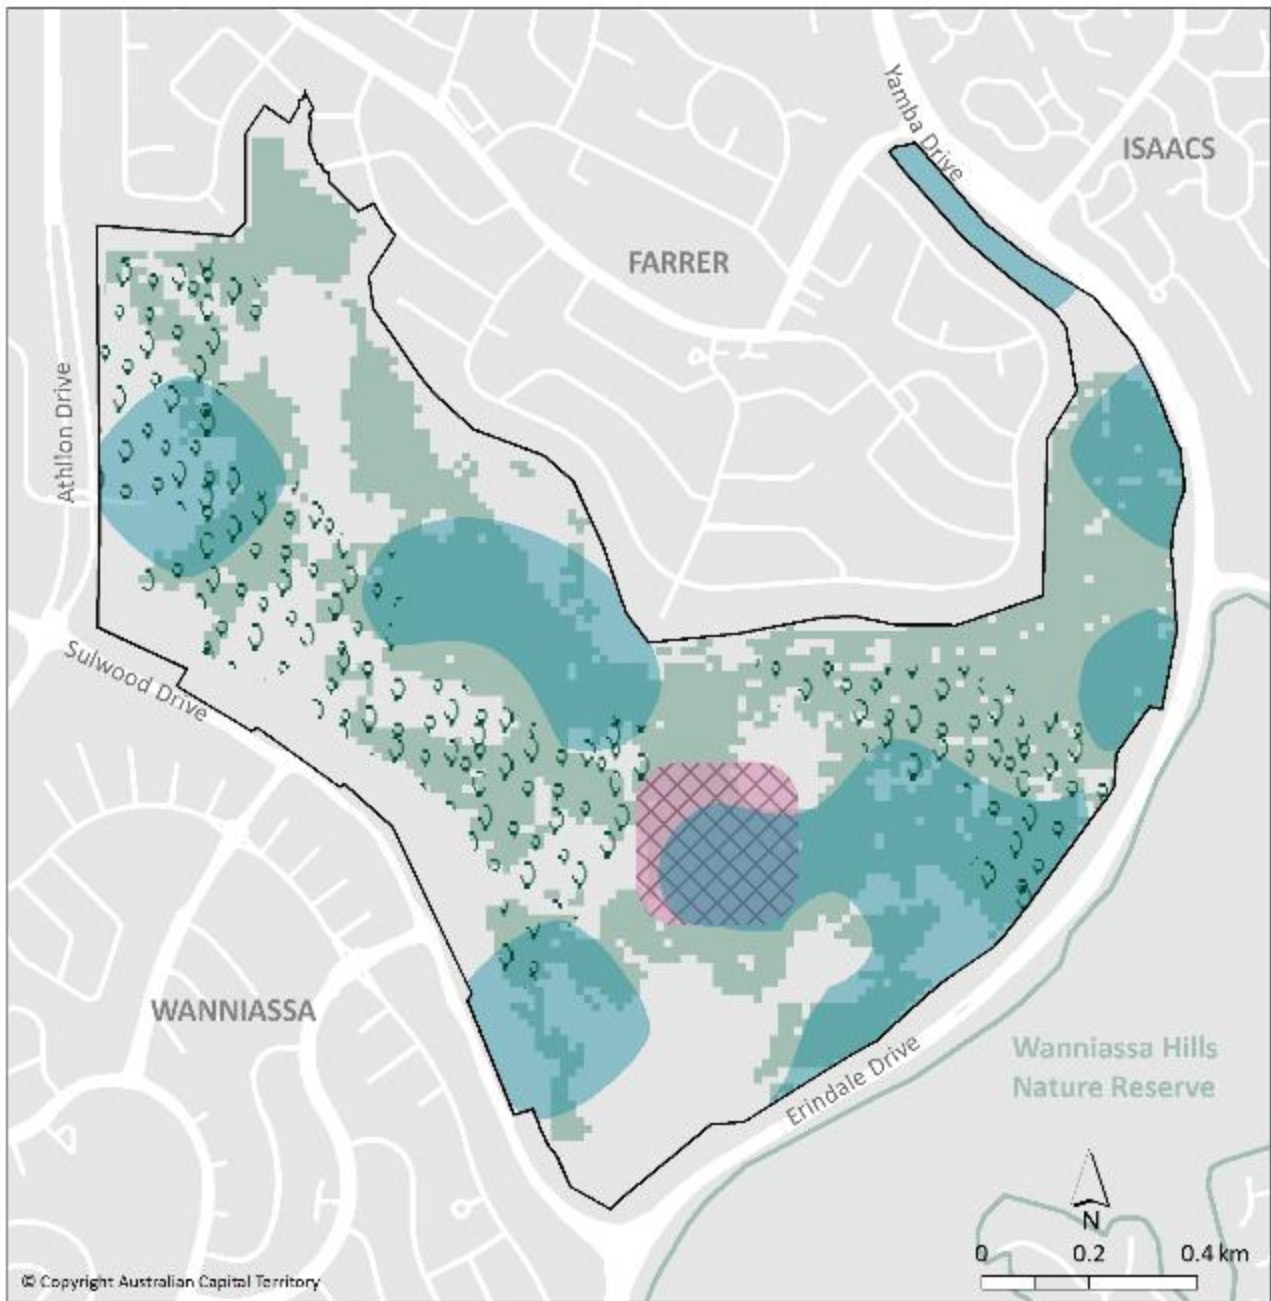 Yamba Drive
ISAACS
FARRER
Athllon Drive
Sulwood Drive
WANNIASSA
Wanniassa Hills
Nature Reserve
Erindale Drive
N
0 0.2 0.4 km
© Copyright Australian Capital Territory